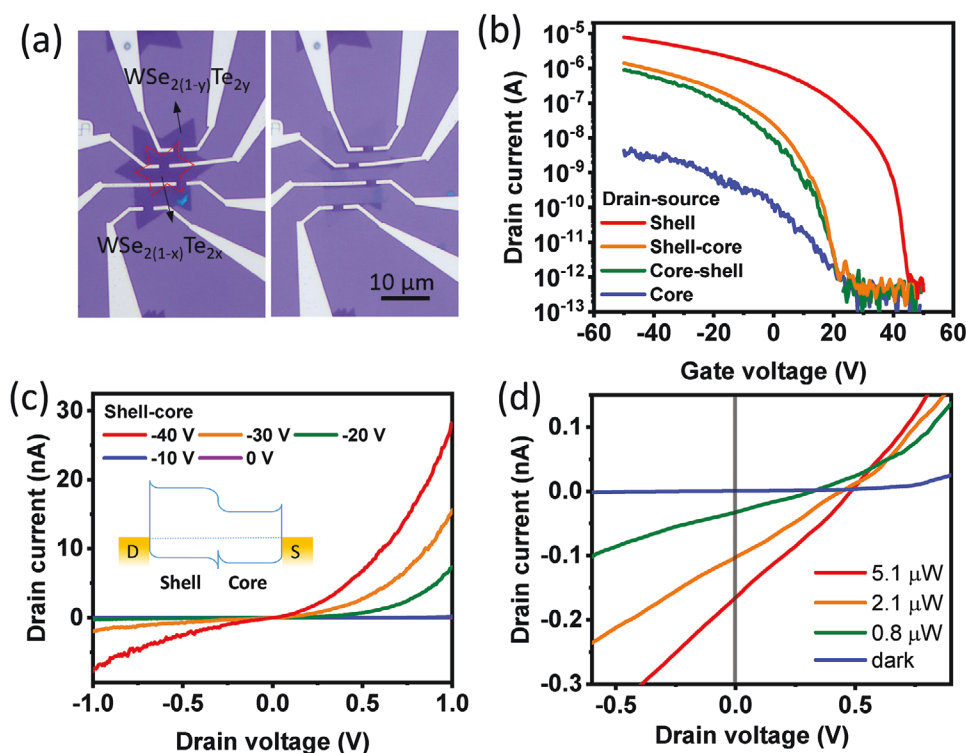 (a)
WSe2(1-y)Te2y
WSe2(1-x)Te2x
10 μm
(b)
Drain current (A)
10-5
10-6
10-7
10-8
10-9
10-10
10-11
10-12
10-13
Drain-source
Shell
Shell-core
Core-shell
Core
-60 -40 -20 0 20 40 60
Gate voltage (V)
(c)
Drain current (nA)
30
20
10
0
Shell-core
-40 V -30 V -20 V
-10 V 0 V
D S
Shell Core
-1.0 -0.5 0.0 0.5 1.0
Drain voltage (V)
(d)
Drain current (nA)
0.1
0.0
-0.1
-0.2
-0.3
5.1 μW
2.1 μW
0.8 μW
dark
-0.5 0.0 0.5
Drain voltage (V)